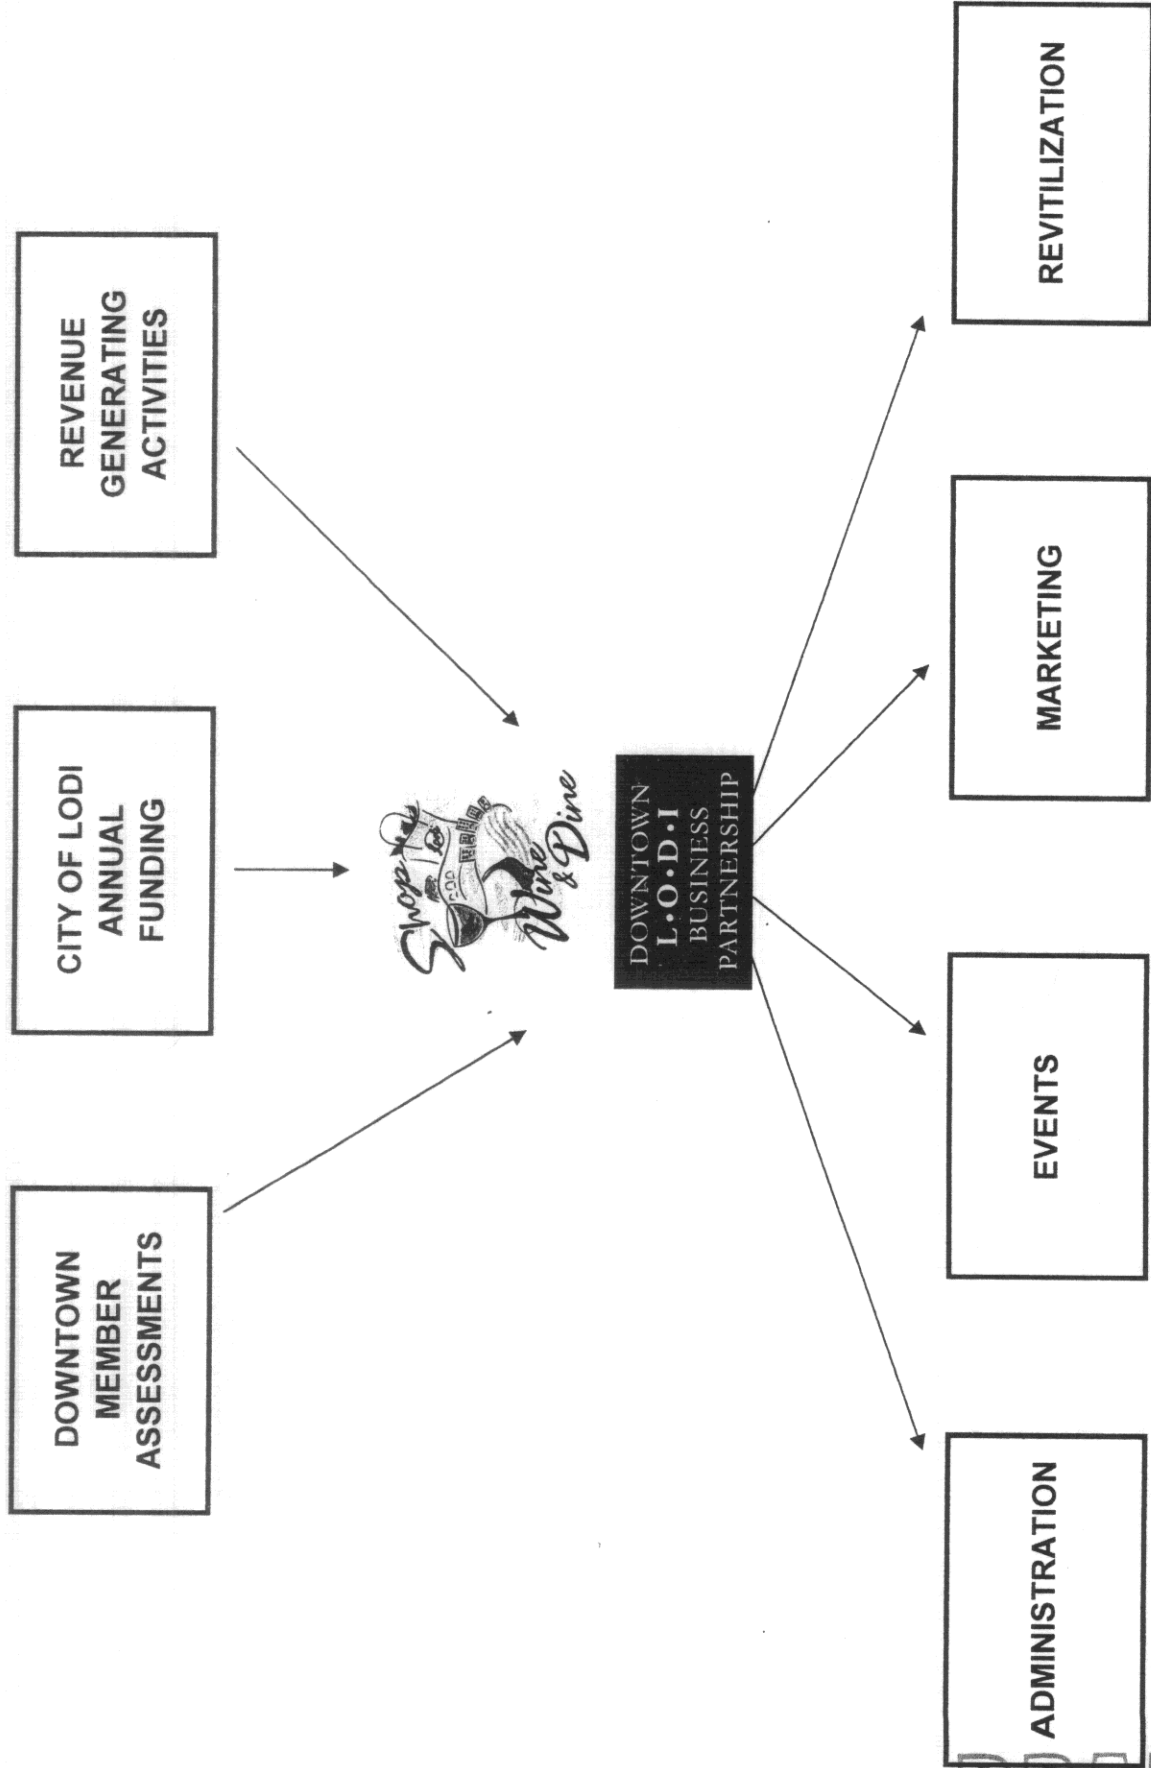 DOWNTOWN
MEMBER
ASSESSMENTS
CITY OF LODI
ANNUAL
FUNDING
REVENUE
GENERATING
ACTIVITIES
Shop
Wine
& Dine
DOWNTOWN
L.O.D.I
BUSINESS
PARTNERSHIP
ADMINISTRATION
EVENTS
MARKETING
REVITILIZATION